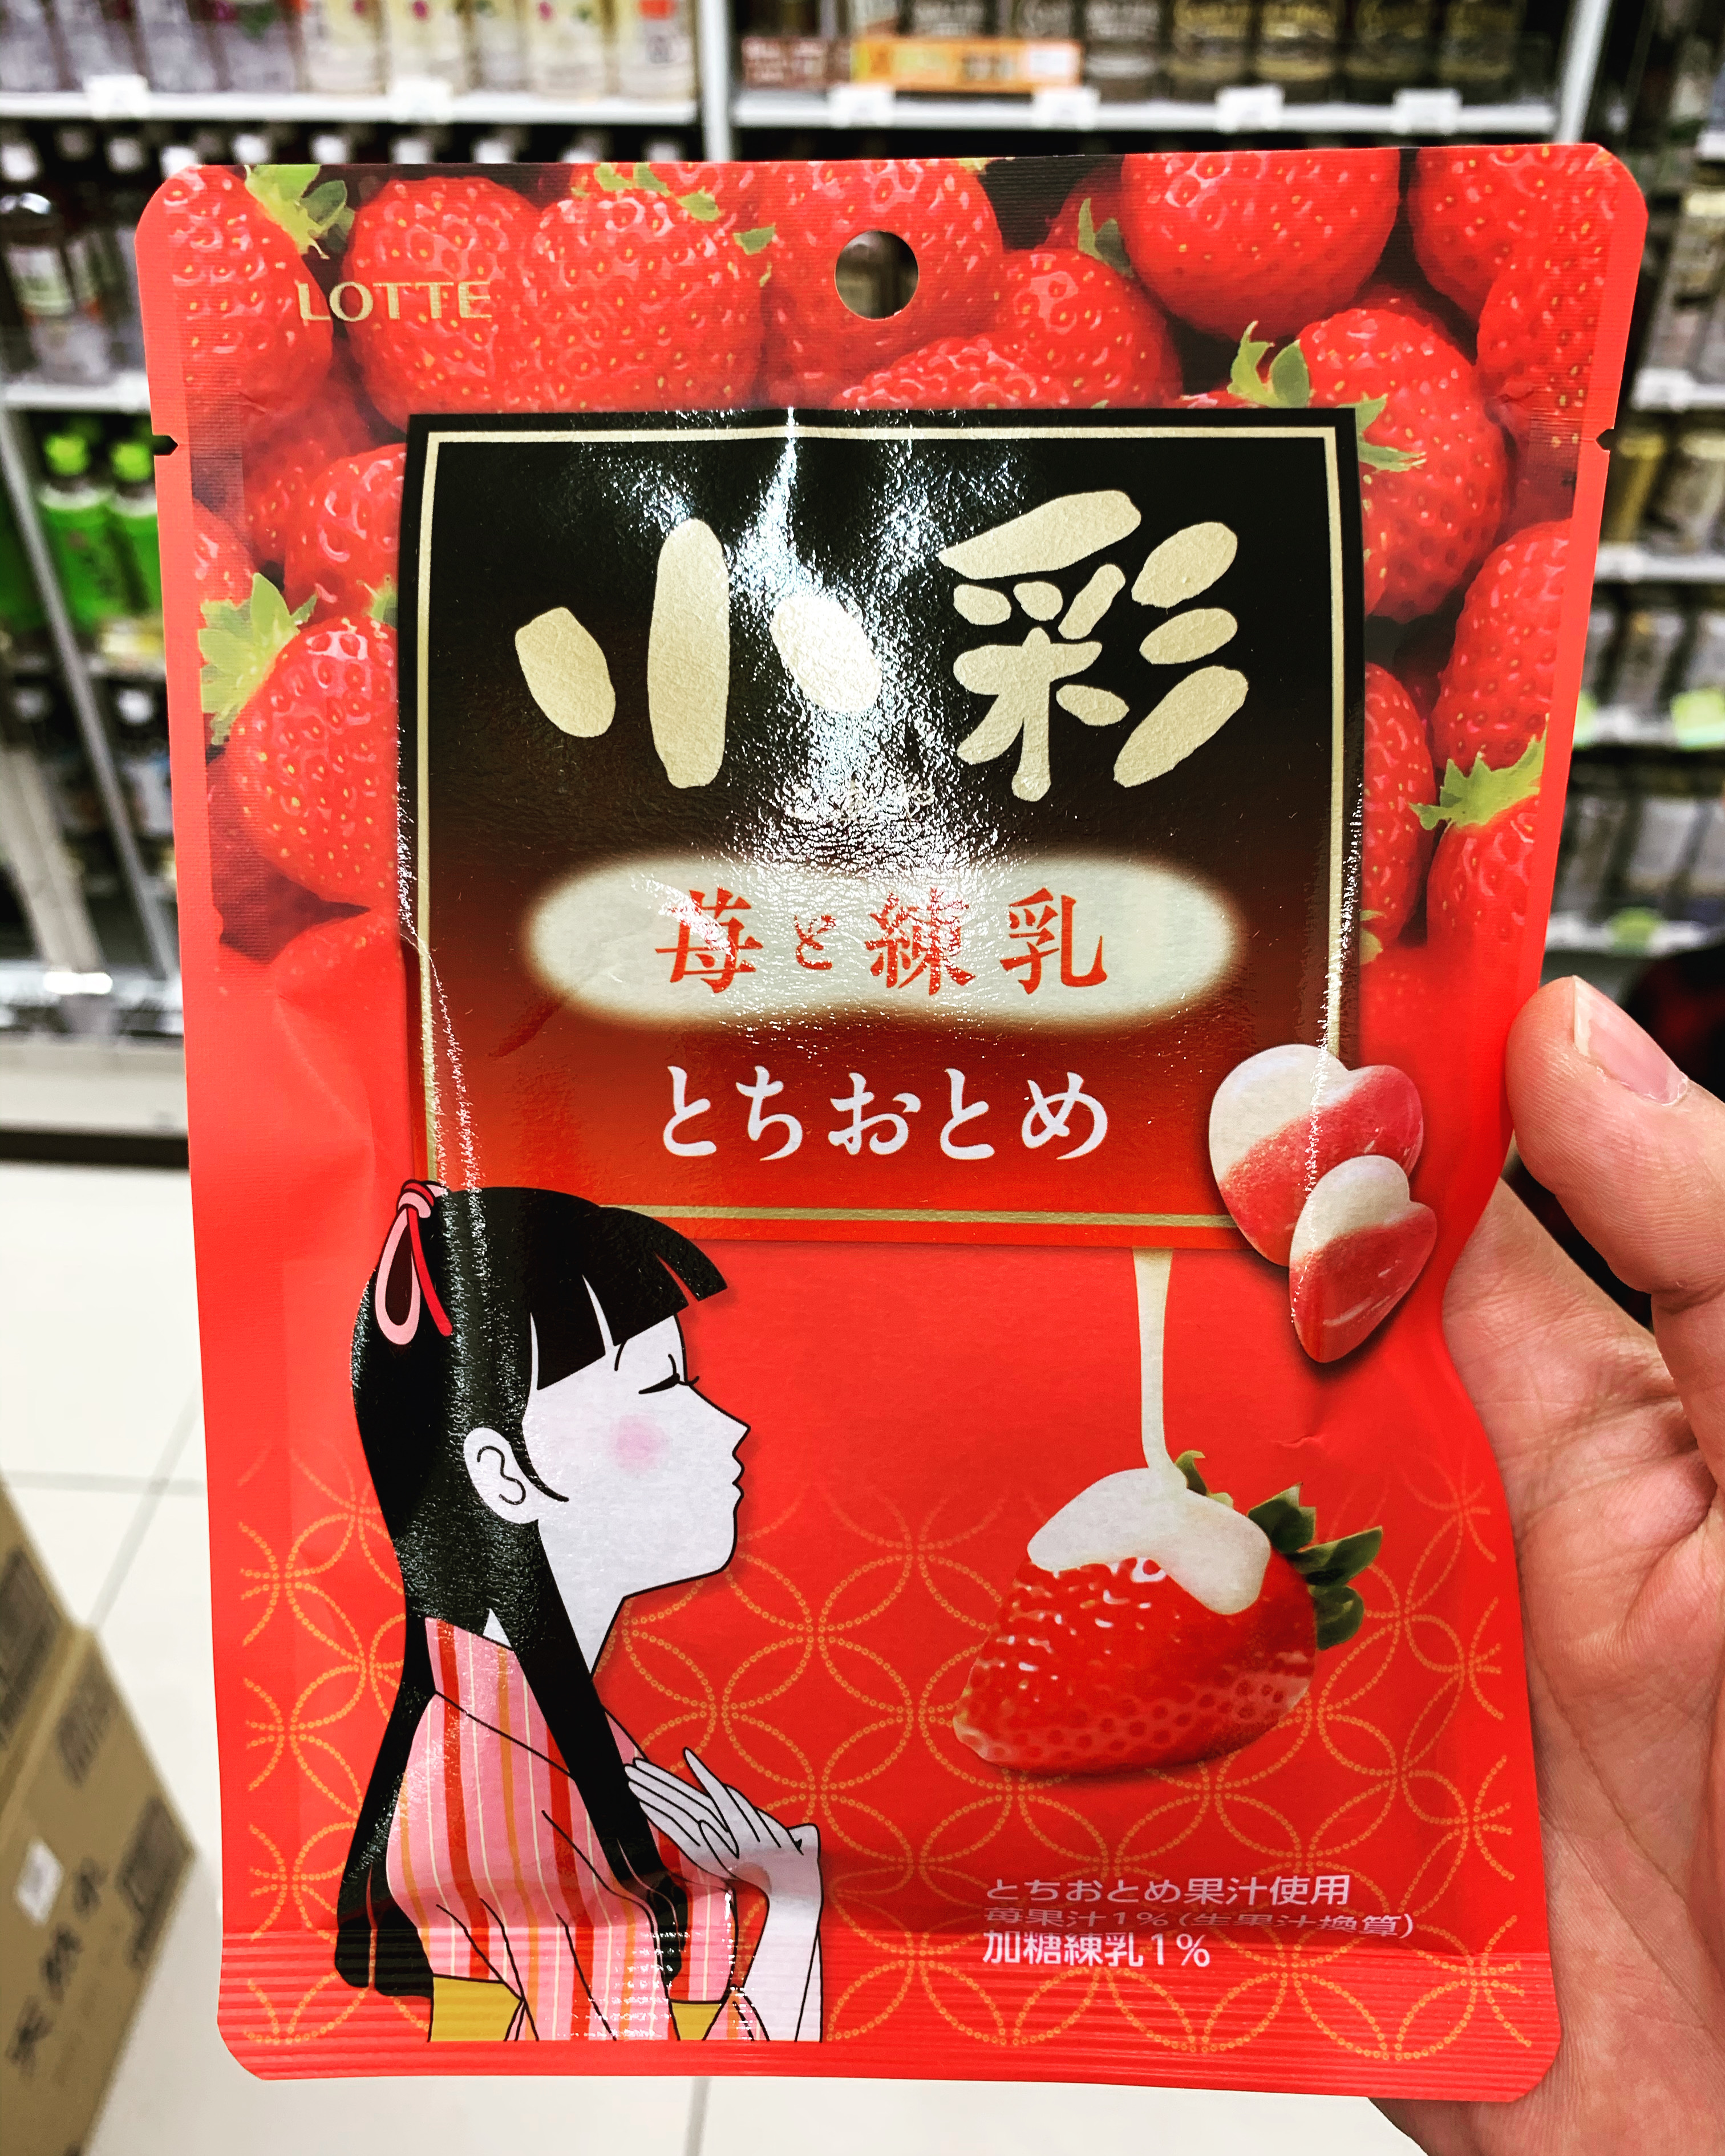 LOTTE
小彩
苺と練乳
とちおとめ
とちおとめ果汁使用
苺果汁1%(生果汁換算)
加糖練乳1%